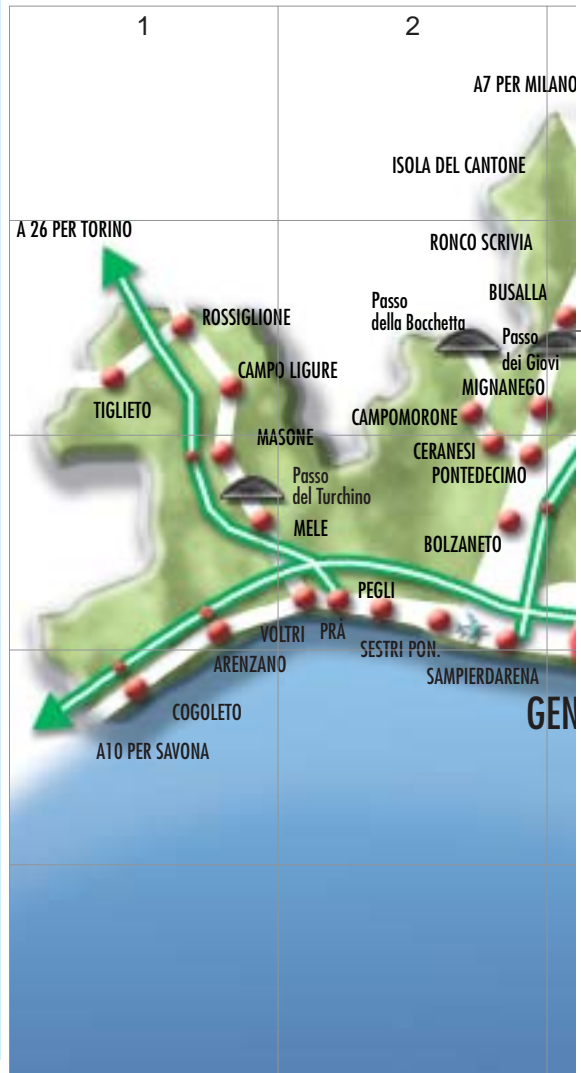 1
2
A7 PER MILANO
ISOLA DEL CANTONE
A 26 PER TORINO
RONCO SCRIVIA
BUSALLA
Passo
della Bocchetta
ROSSIGLIONE
Passo
dei Giovi
CAMPO LIGURE
MIGNANEGO
TIGLIETO
CAMPOMORONE
MASONE
CERANESI
PONTEDECIMO
Passo
del Turchino
MELE
BOLZANETO
PEGLI
VOLTRI
PRÀ
SESTRI PON.
ARENZANO
SAMPIERDARENA
COGOLETO
GEN
A10 PER SAVONA